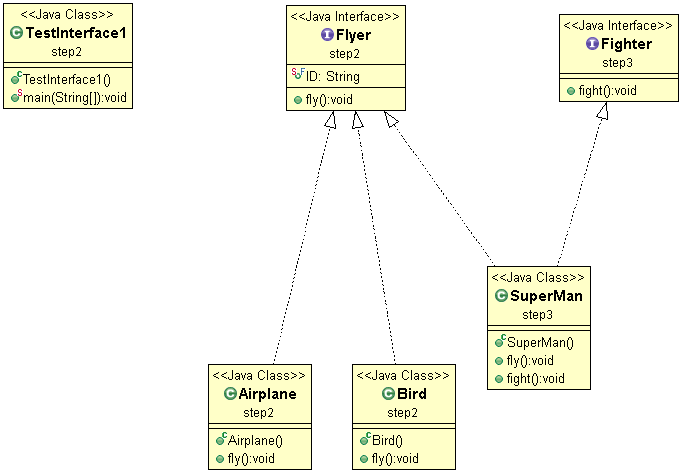 <<Java Class>>
TestInterface1
step2
TestInterface1()
main(String[]):void
<<Java Interface>>
Flyer
step2
ID: String
fly():void
<<Java Interface>>
Fighter
step3
fight():void
<<Java Class>>
SuperMan
step3
SuperMan()
fly():void
fight():void
<<Java Class>>
Airplane
step2
Airplane()
fly():void
<<Java Class>>
Bird
step2
Bird()
fly():void